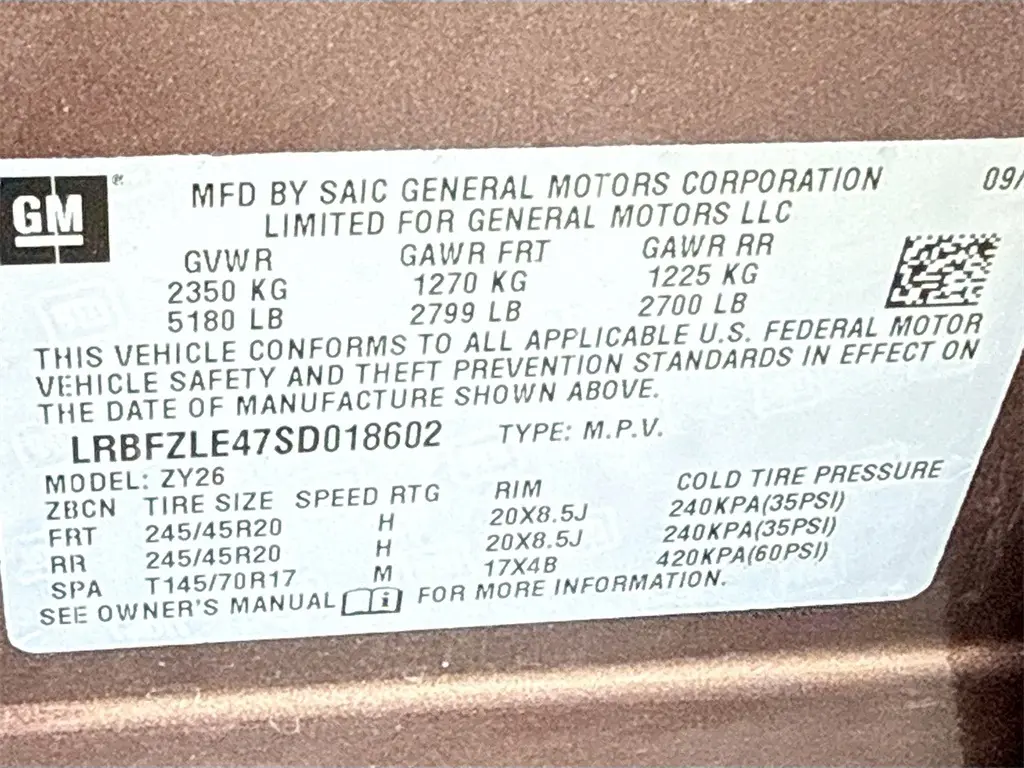 GM®
MFD BY SAIC GENERAL MOTORS CORPORATION 09/
LIMITED FOR GENERAL MOTORS LLC
GVWR GAWR FRT GAWR RR
2350 KG 1270 KG 1225 KG
5180 LB 2799 LB 2700 LB
THIS VEHICLE CONFORMS TO ALL APPLICABLE U.S. FEDERAL MOTOR
VEHICLE SAFETY AND THEFT PREVENTION STANDARDS IN EFFECT ON
THE DATE OF MANUFACTURE SHOWN ABOVE.
LRBFZLE47SD018602 TYPE: M.P.V.
MODEL: ZY26
ZBCN TIRE SIZE SPEED RTG RIM COLD TIRE PRESSURE
FRT 245/45R20 H 20X8.5J 240KPA(35PSI)
RR 245/45R20 H 20X8.5J 240KPA(35PSI)
SPA T145/70R17 M 17X4B 420KPA(60PSI)
SEE OWNER'S MANUAL i FOR MORE INFORMATION.